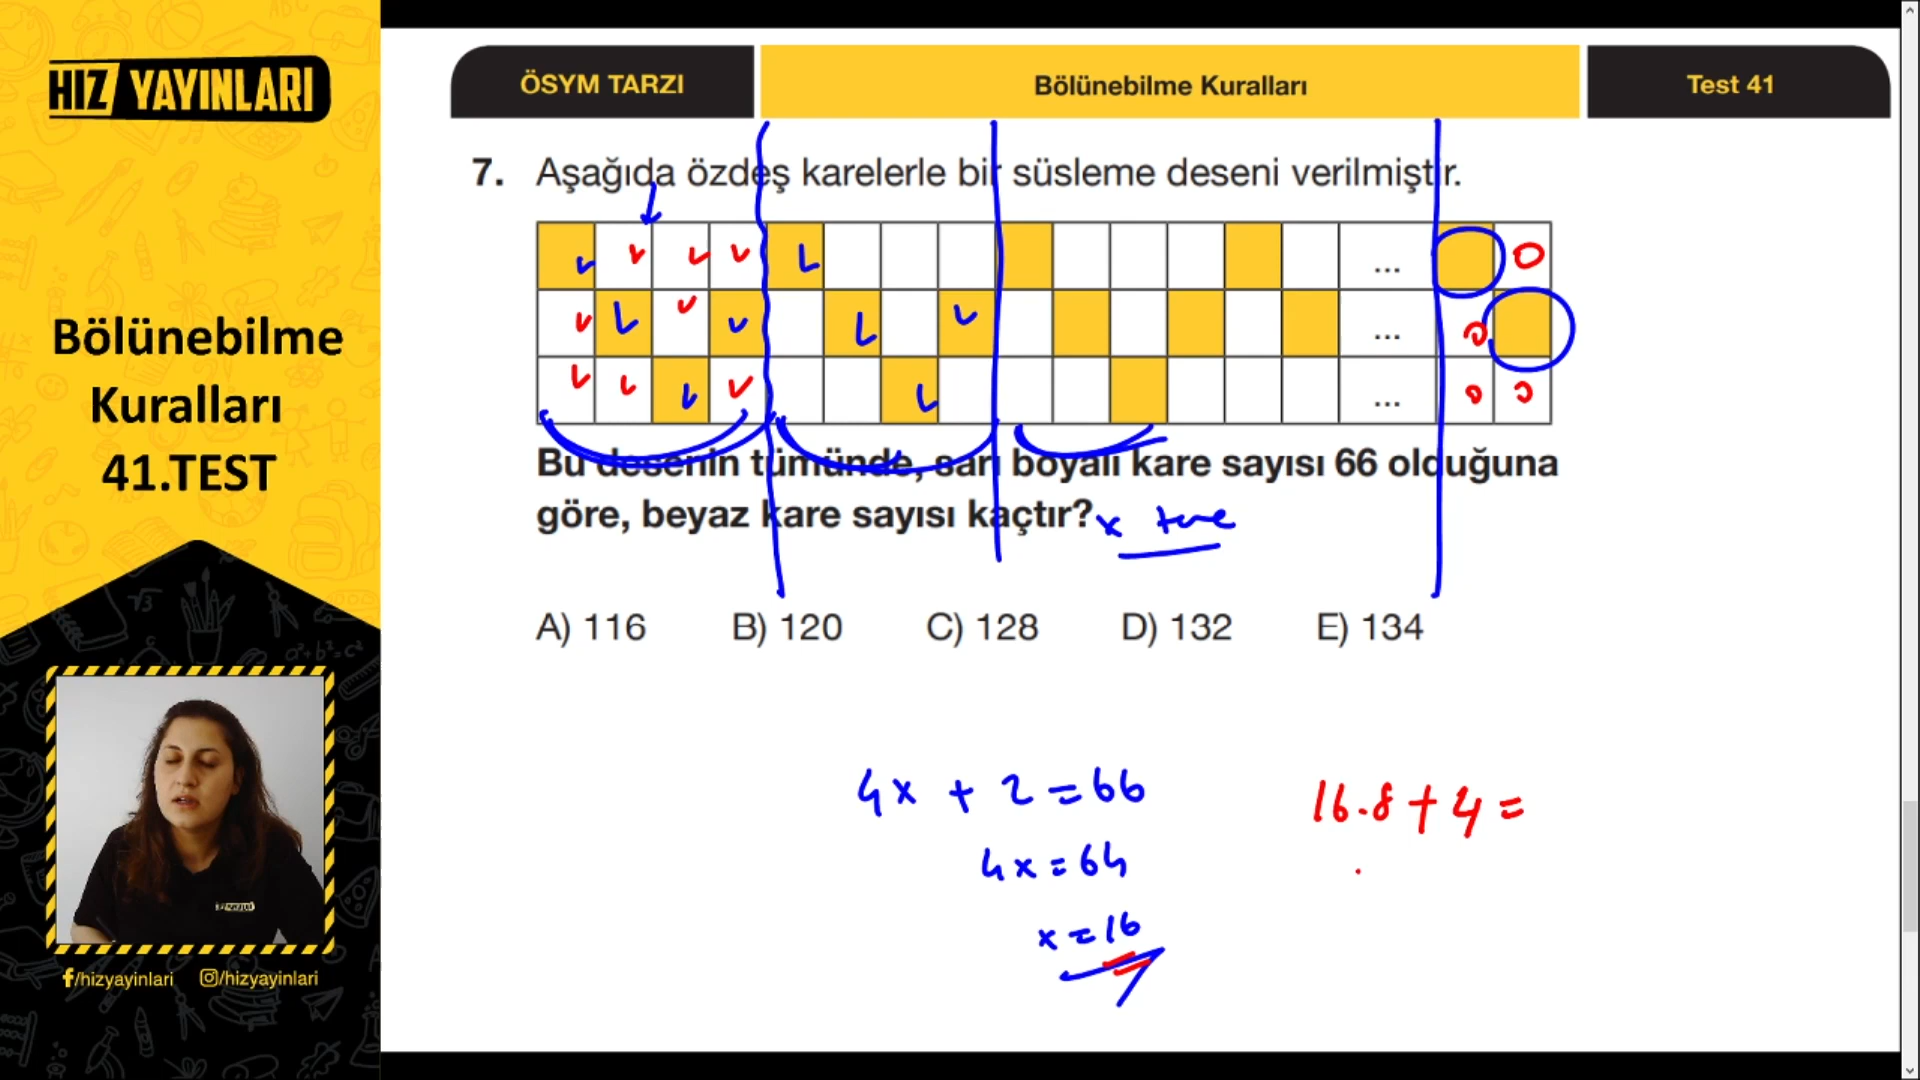 HIZ YAYINLARI
Bölünebilme
Kuralları
41.TEST
/hizyayinlari /hizyayinlari
ÖSYM TARZI
Bölünebilme Kuralları
Test 41
7. Aşağıda özdeş karelerle bir süsleme deseni verilmiştir.
...
...
...
Bu desenin tümünde, sarı boyalı kare sayısı 66 olduğuna
göre, beyaz kare sayısı kaçtır?
x tane
A) 116 B) 120 C) 128 D) 132 E) 134
4x + 2 = 66
4x = 64
x = 16
16.8 + 4 =